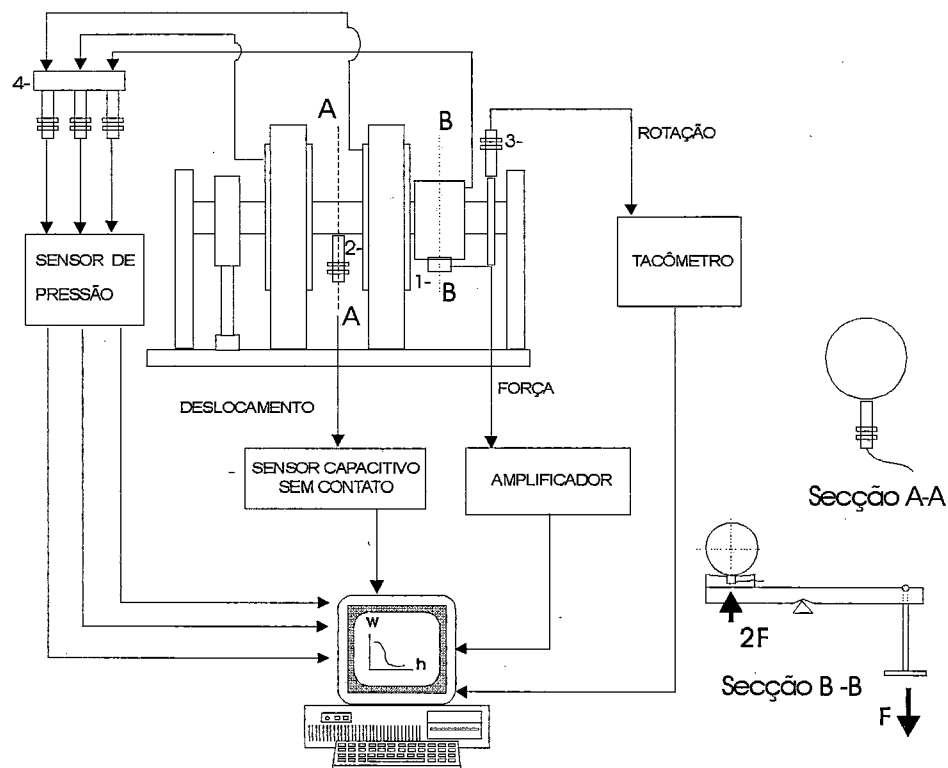 4-
A
B
3-
ROTAÇÃO
SENSOR DE
PRESSÃO
2-
1-
TACÔMETRO
A
B
DESLOCAMENTO
FORÇA
SENSOR CAPACITIVO
SEM CONTATO
AMPLIFICADOR
Secção A-A
W
h
2F
Secção B -B
F